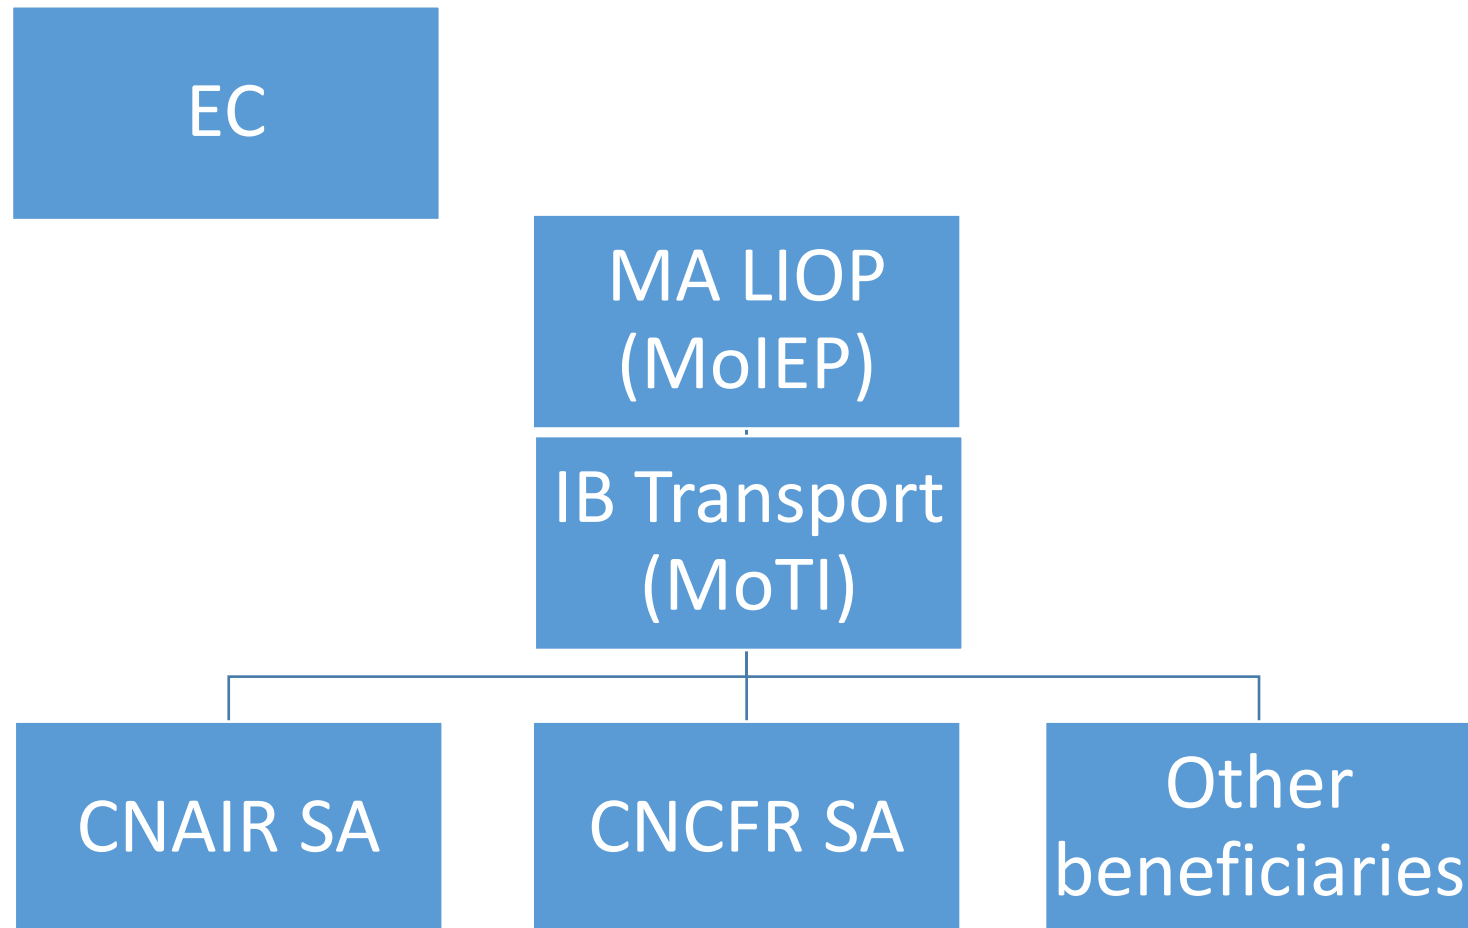 EC
MA LIOP
(MoIEP)
IB Transport
(MoTI)
CNAIR SA
CNCFR SA
Other
beneficiaries